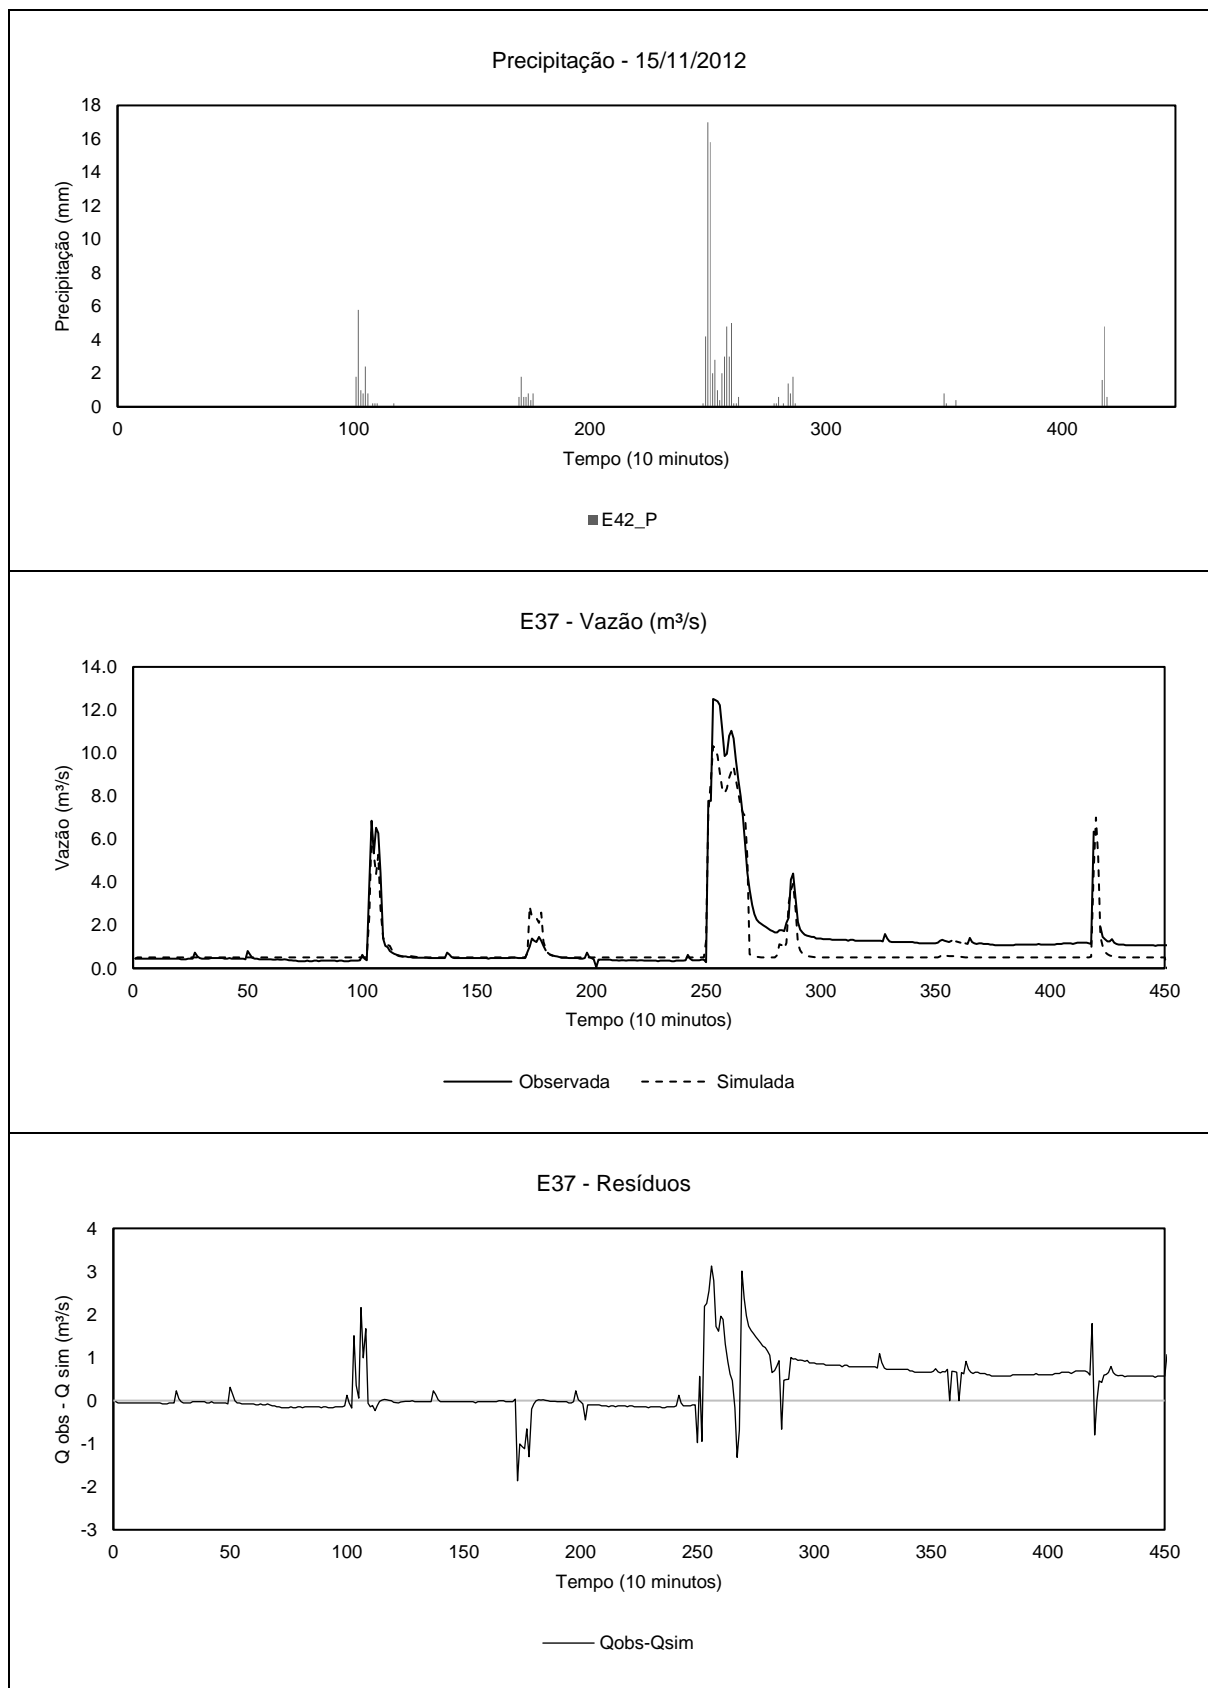 Precipitação - 15/11/2012
Precipitação (mm)
18
16
14
12
10
8
6
4
2
0
0 100 200 300 400
Tempo (10 minutos)
E42_P
E37 - Vazão (m³/s)
Vazão (m³/s)
14.0
12.0
10.0
8.0
6.0
4.0
2.0
0.0
0 50 100 150 200 250 300 350 400 450
Tempo (10 minutos)
Observada Simulada
E37 - Resíduos
Q obs - Q sim (m³/s)
4
3
2
1
0
-1
-2
-3
0 50 100 150 200 250 300 350 400 450
Tempo (10 minutos)
Qobs-Qsim